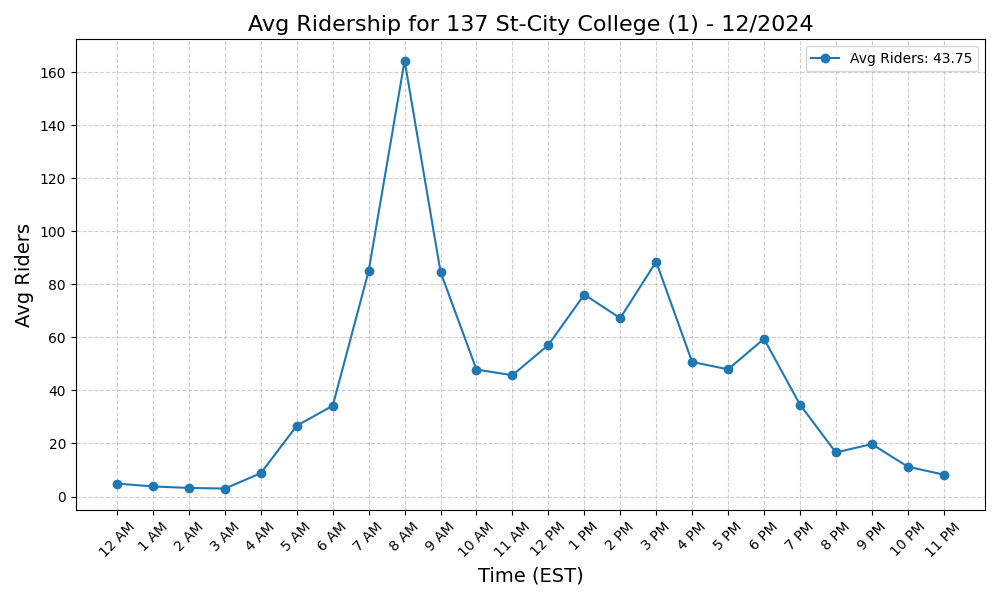 Avg Ridership for 137 St-City College (1) - 12/2024
Avg Riders: 43.75
Avg Riders
160
140
120
100
80
60
40
20
0
12 AM
1 AM
2 AM
3 AM
4 AM
5 AM
6 AM
7 AM
8 AM
9 AM
10 AM
11 AM
12 PM
1 PM
2 PM
3 PM
4 PM
5 PM
6 PM
7 PM
8 PM
9 PM
10 PM
11 PM
Time (EST)